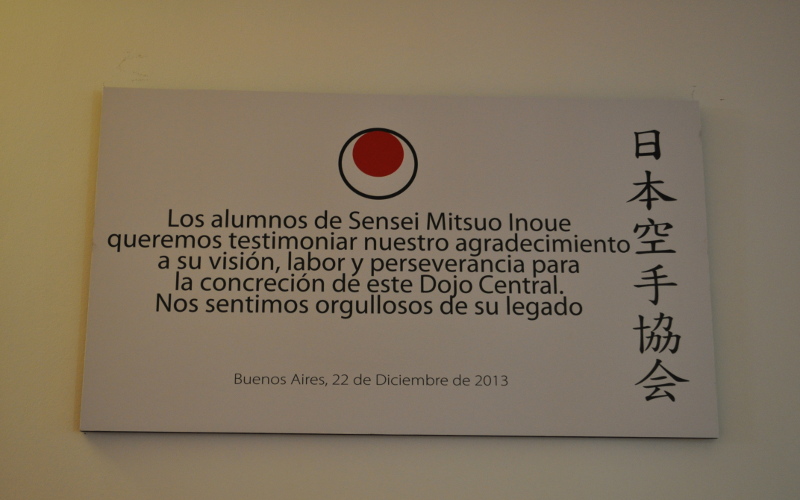 Los alumnos de Sensei Mitsuo Inoue
queremos testimoniar nuestro agradecimiento
a su visión, labor y perseverancia para
la concreción de este Dojo Central.
Nos sentimos orgullosos de su legado
Buenos Aires, 22 de Diciembre de 2013
日本空手協会